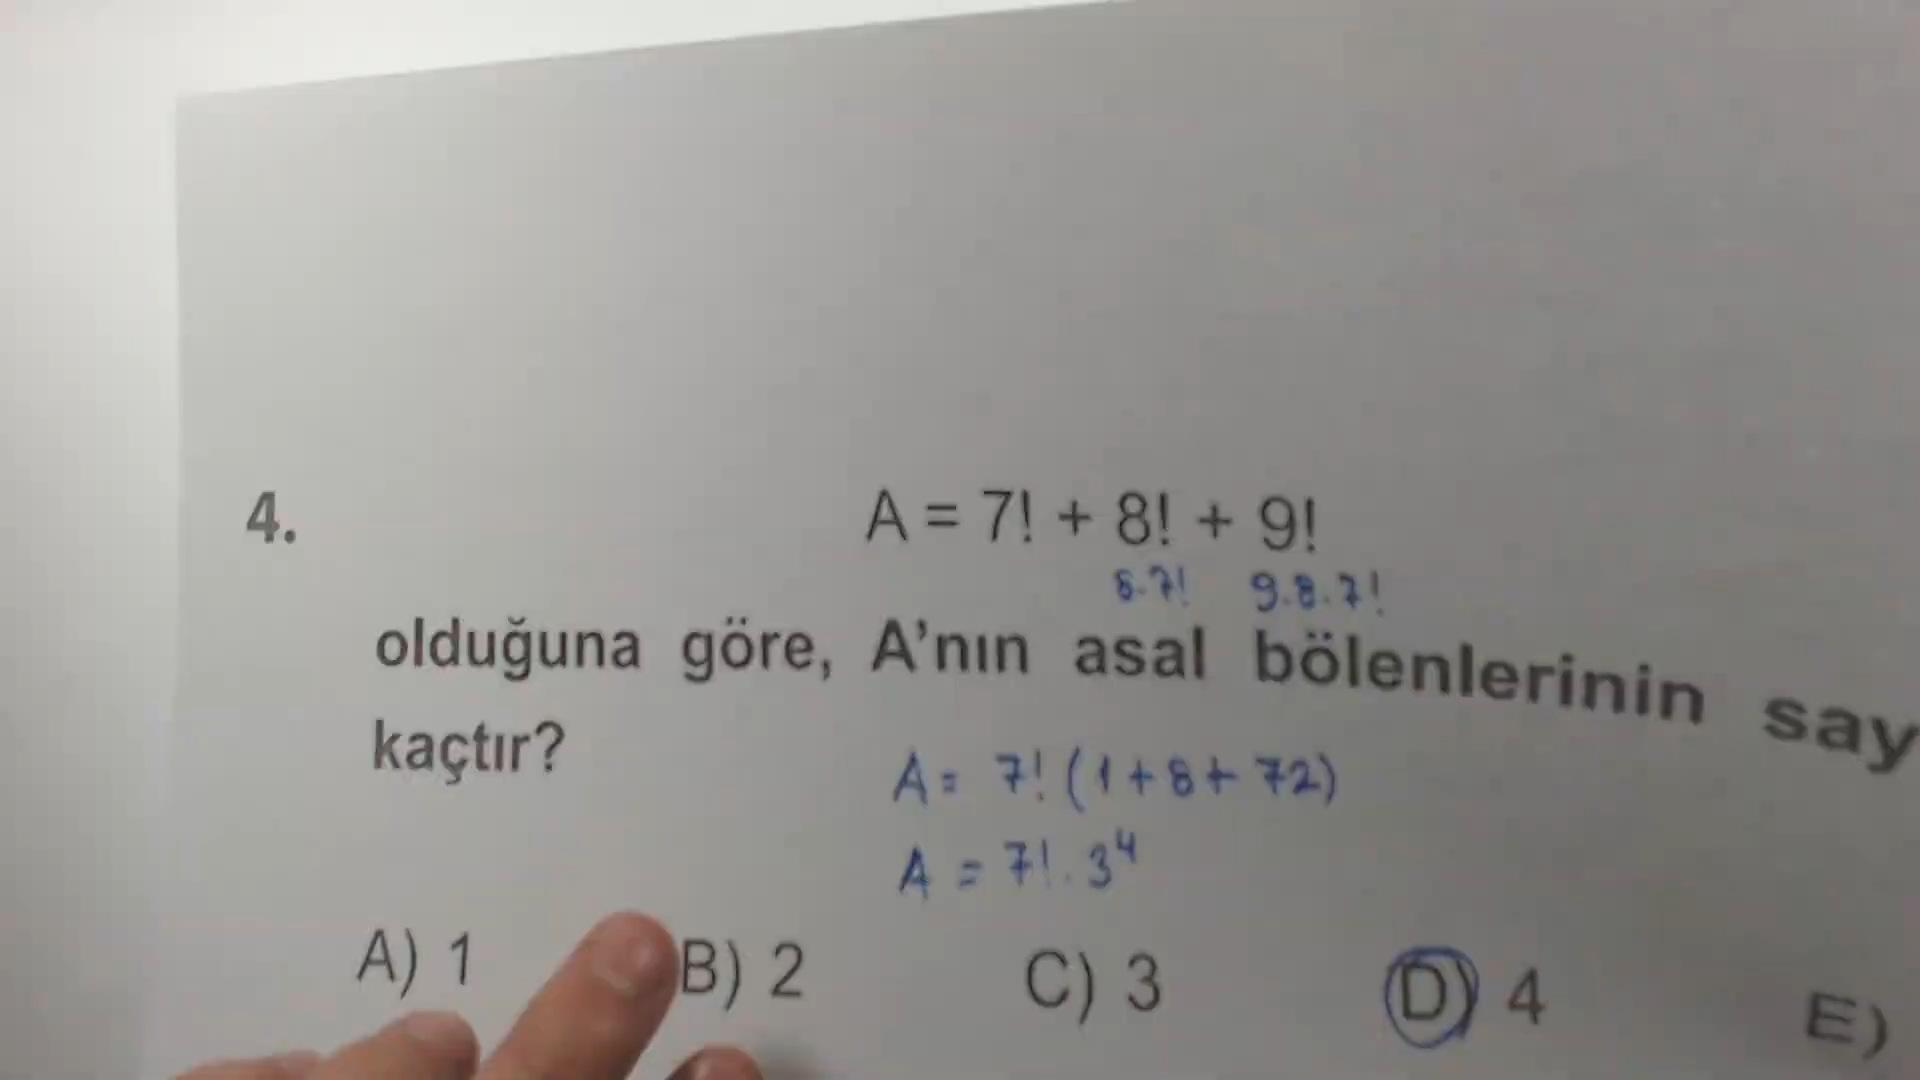 4.
A = 7! + 8! + 9!
8.7! 9.8.7!
olduğuna göre, A'nın asal bölenlerinin say
kaçtır?
A = 7! (1 + 8 + 72)
A = 7! . 3⁴
A) 1 B) 2 C) 3 D) 4 E)